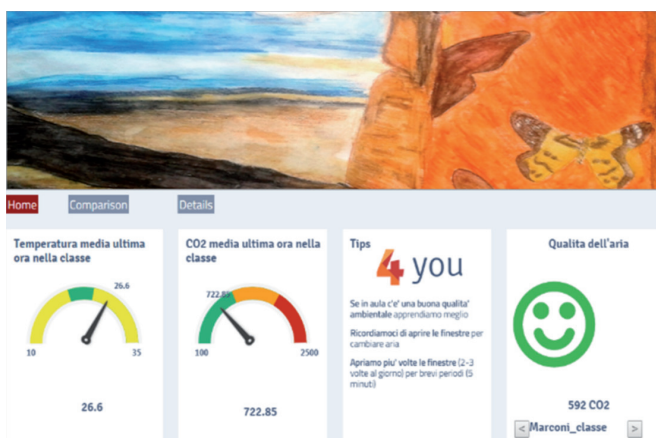 Home
Comparison
Details
Temperatura media ultima
ora nella classe
26.6
10
35
26.6
CO2 media ultima ora nella
classe
722.85
100
2500
722.85
Tips
4 you
Se in aula c'e' una buona qualita'
ambientale apprendiamo meglio
Ricordiamoci di aprire le finestre per
cambiare aria
Apriamo piu' volte le finestre (2-3
volte al giorno) per brevi periodi (5
minuti)
Qualita dell'aria
592 CO2
<
Marconi_classe
>